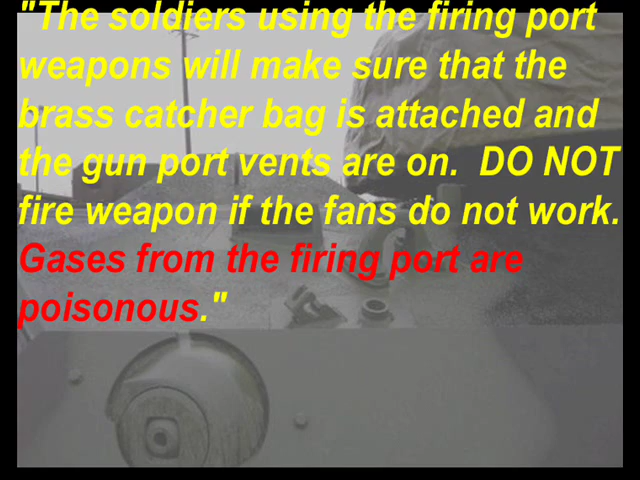 "The soldiers using the firing port
weapons will make sure that the
brass catcher bag is attached and
the gun port vents are on.  DO NOT
fire weapon if the fans do not work.
Gases from the firing port are
poisonous."